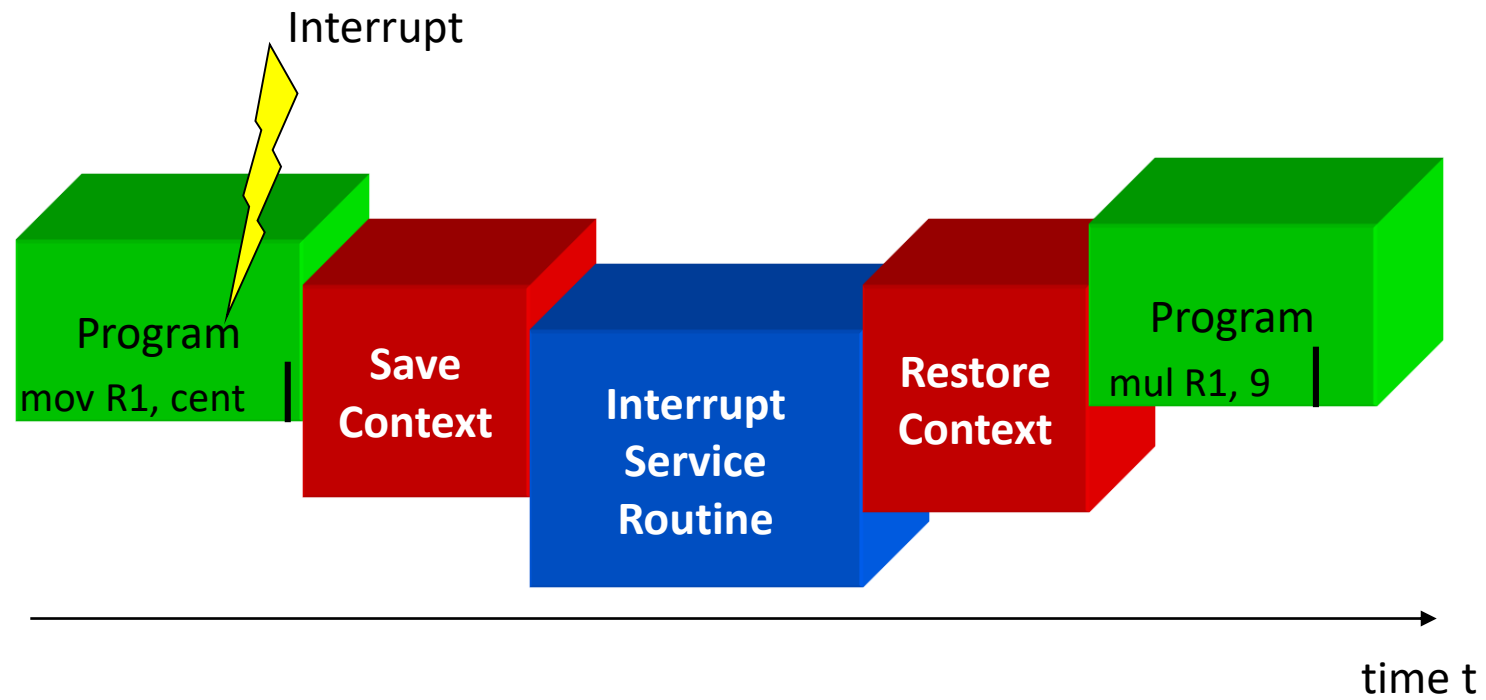 Interrupt
Program
mov R1, cent
Save
Context
Interrupt
Service
Routine
Restore
Context
Program
mul R1, 9
time t